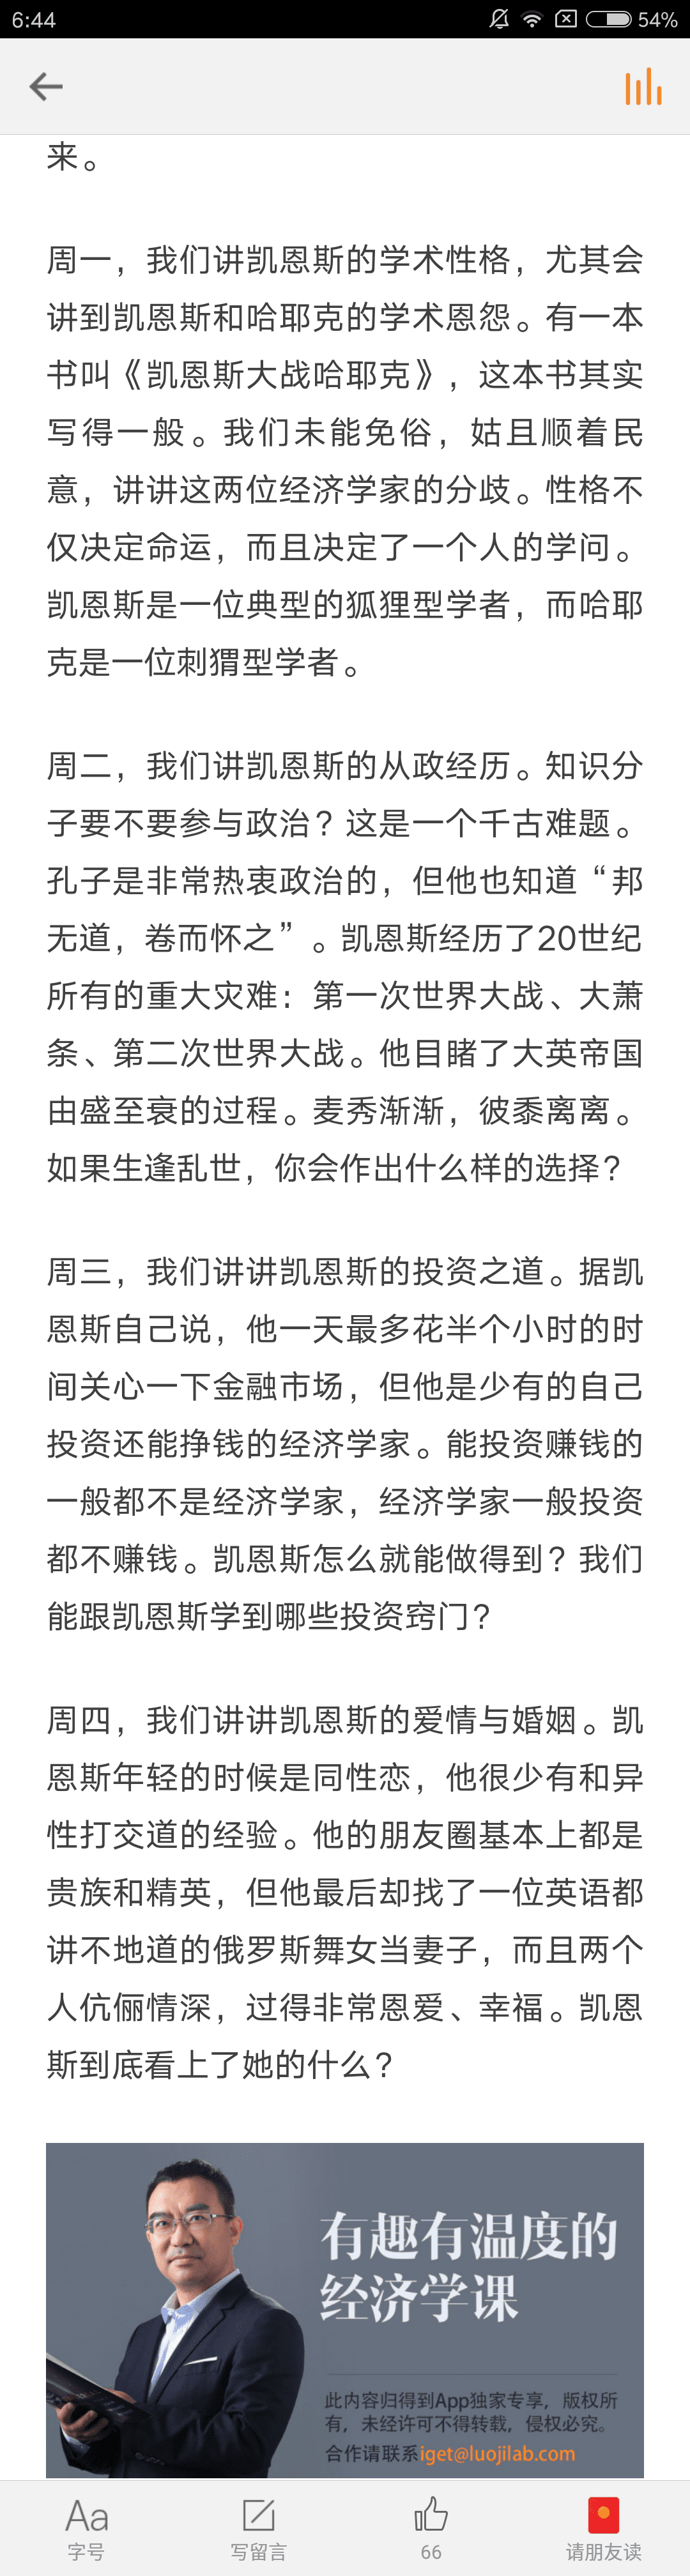 6:44
54%
来。
周一，我们讲凯恩斯的学术性格，尤其会
讲到凯恩斯和哈耶克的学术恩怨。有一本
书叫《凯恩斯大战哈耶克》，这本书其实
写得一般。我们未能免俗，姑且顺着民
意，讲讲这两位经济学家的分歧。性格不
仅决定命运，而且决定了一个人的学问。
凯恩斯是一位典型的狐狸型学者，而哈耶
克是一位刺猬型学者。
周二，我们讲凯恩斯的从政经历。知识分
子要不要参与政治？这是一个千古难题。
孔子是非常热衷政治的，但他也知道“邦
无道，卷而怀之”。凯恩斯经历了20世纪
所有的重大灾难：第一次世界大战、大萧
条、第二次世界大战。他目睹了大英帝国
由盛至衰的过程。麦秀渐渐，彼黍离离。
如果生逢乱世，你会作出什么样的选择？
周三，我们讲讲凯恩斯的投资之道。据凯
恩斯自己说，他一天最多花半个小时的时
间关心一下金融市场，但他是少有的自己
投资还能挣钱的经济学家。能投资赚钱的
一般都不是经济学家，经济学家一般投资
都不赚钱。凯恩斯怎么就能做得到？我们
能跟凯恩斯学到哪些投资窍门？
周四，我们讲讲凯恩斯的爱情与婚姻。凯
恩斯年轻的时候是同性恋，他很少有和异
性打交道的经验。他的朋友圈基本上都是
贵族和精英，但他最后却找了一位英语都
讲不地道的俄罗斯舞女当妻子，而且两个
人伉俪情深，过得非常恩爱、幸福。凯恩
斯到底看上了她的什么？
有趣有温度的
经济学课
此内容归得到App独家专享，版权所
有，未经许可不得转载，侵权必究。
合作请联系iget@luojilab.com
Aa
字号
写留言
66
请朋友读